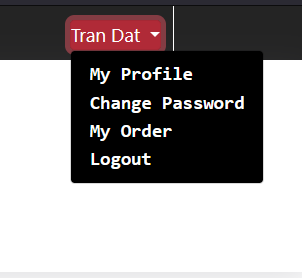 Tran Dat
My Profile
Change Password
My Order
Logout